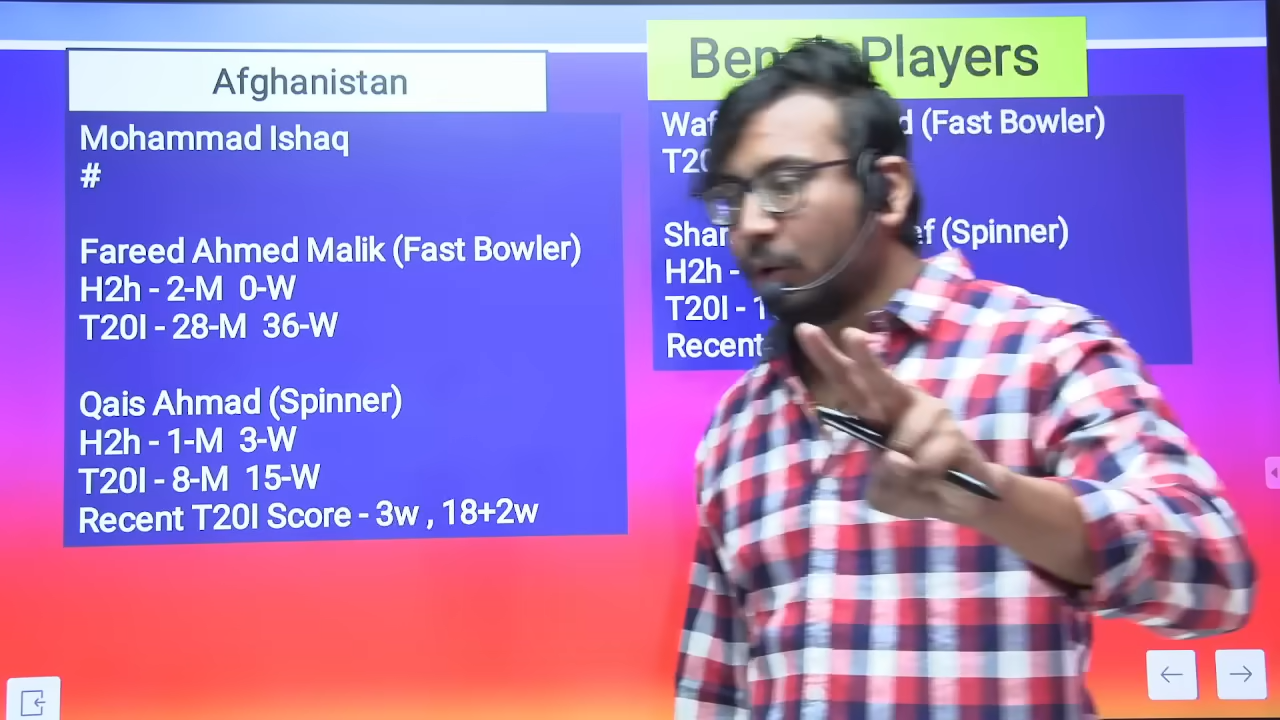 Afghanistan
Mohammad Ishaq
#
Fareed Ahmed Malik (Fast Bowler)
H2h - 2-M 0-W
T20I - 28-M 36-W
Qais Ahmad (Spinner)
H2h - 1-M 3-W
T20I - 8-M 15-W
Recent T20I Score - 3w , 18+2w
Players
(Fast Bowler)
(Spinner)
H2h -
T20I - 1
Recent